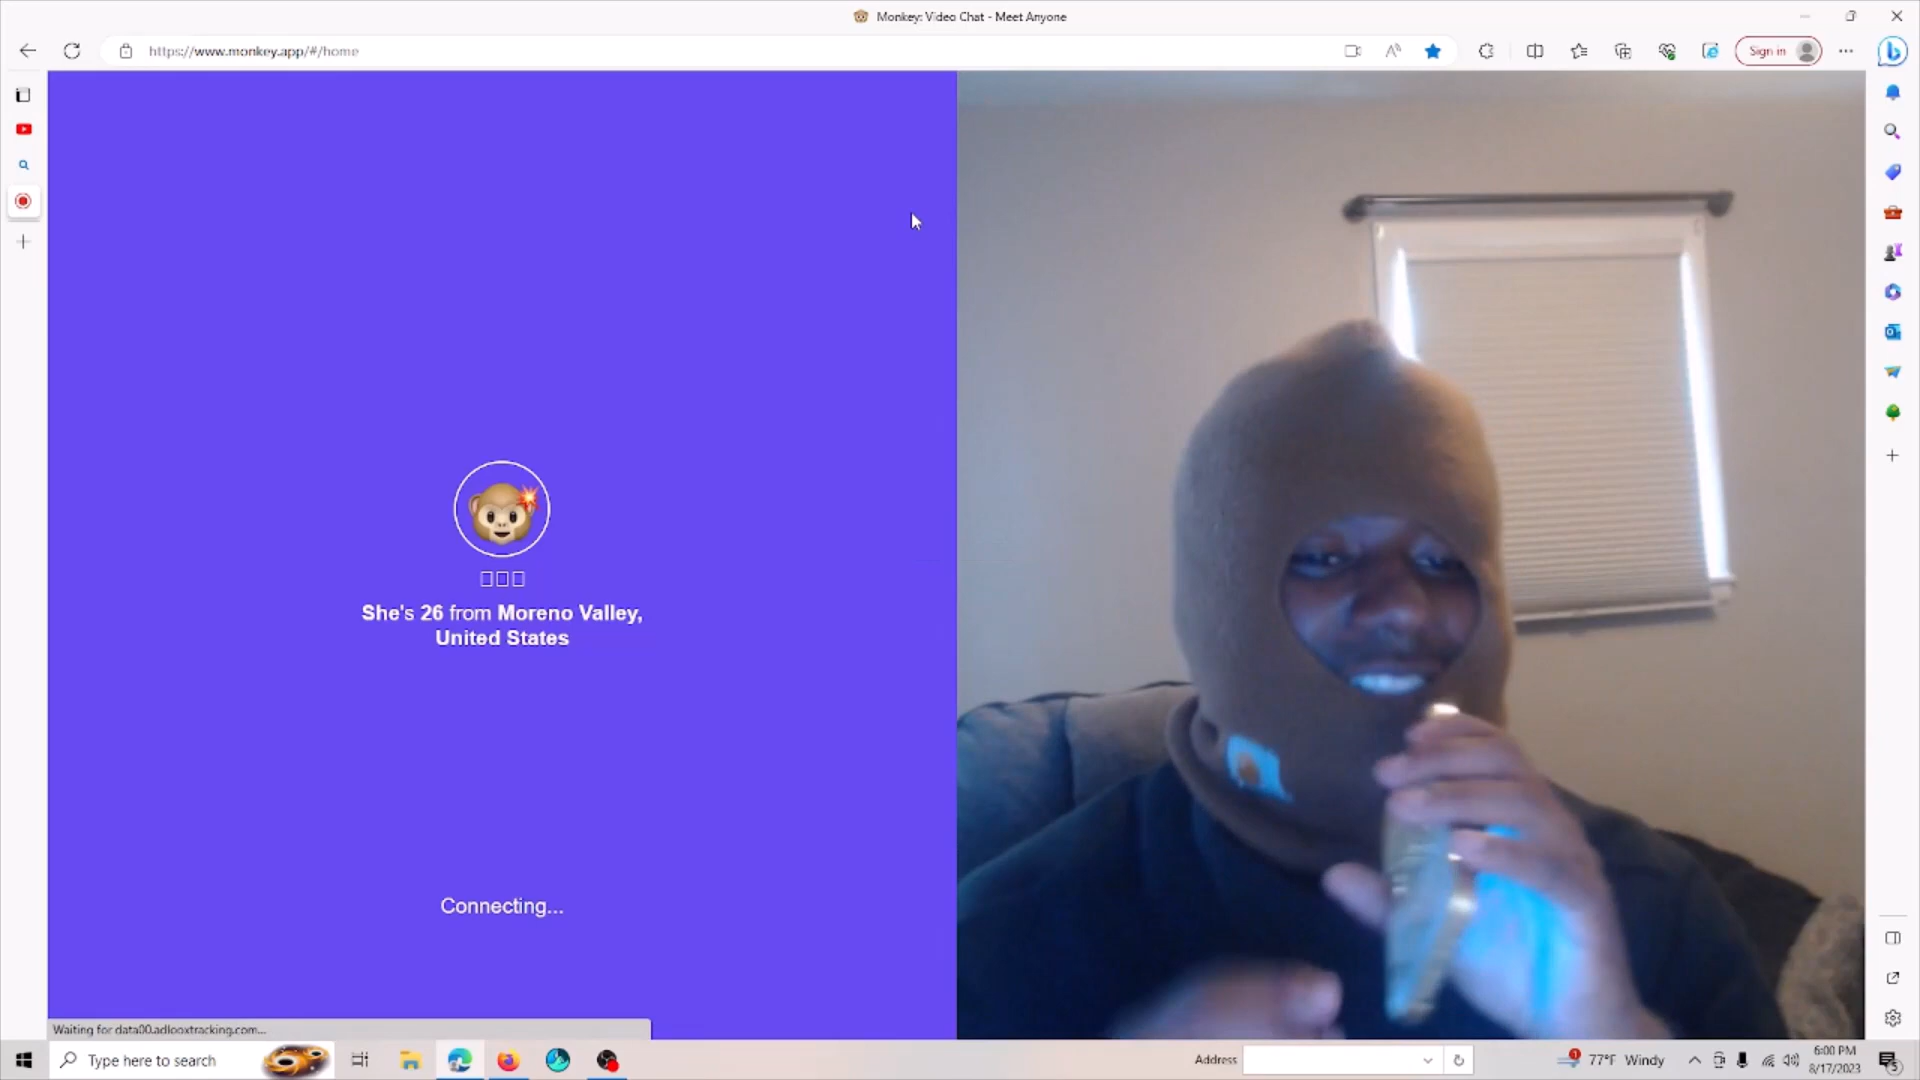 Monkey: Video Chat - Meet Anyone
https://www.monkey.app/#/home
Sign in
She's 26 from Moreno Valley,
United States
Connecting...
Waiting for data00.adlooxtracking.com...
Type here to search
Address
1
77°F Windy
6:00 PM
8/17/2023
5